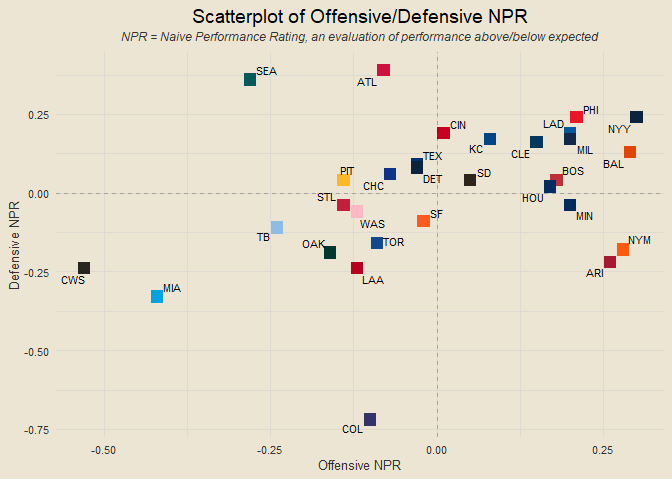 Scatterplot of Offensive/Defensive NPR
NPR = Naive Performance Rating, an evaluation of performance above/below expected
SEA
ATL
0.25
PHI
CIN
LAD
NYY
KC
CLE
MIL
TEX
BAL
PIT
CHC
DET
SD
BOS
0.00
STL
HOU
WAS
SF
MIN
TB
OAK
TOR
NYM
-0.25
CWS
MIA
LAA
ARI
-0.50
COL
-0.75
Defensive NPR
-0.50
-0.25
0.00
0.25
Offensive NPR